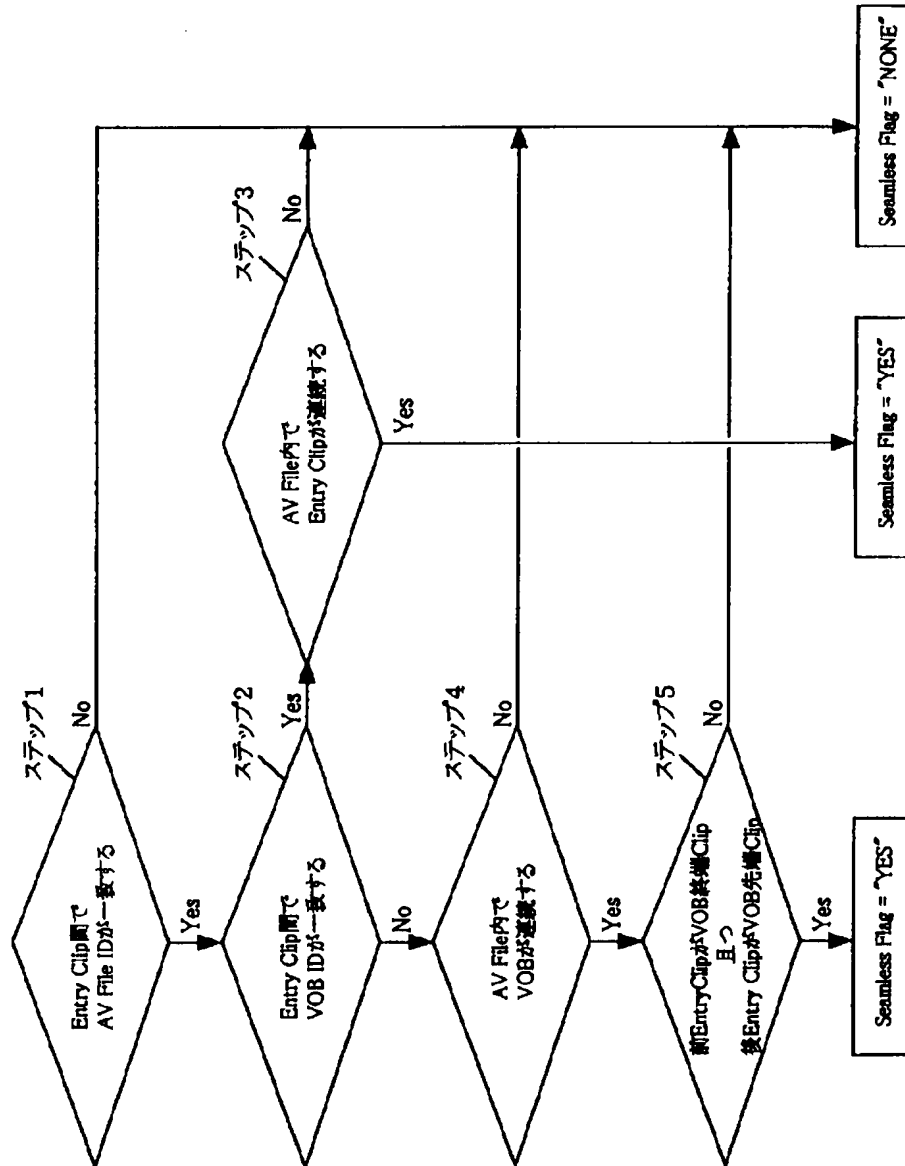 ステップ1
Entry Clip間で
AV File IDが一致する
No
Yes
ステップ2
Entry Clip間で
VOB IDが一致する
Yes
No
ステップ3
AV File内で
Entry Clipが連続する
No
Yes
ステップ4
AV File内で
VOBが連続する
No
Yes
ステップ5
前EntryClipがVOB終端Clip
且つ
後Entry ClipがVOB先端Clip
No
Yes
Seamless Flag = "YES"
Seamless Flag = "YES"
Seamless Flag = "NONE"